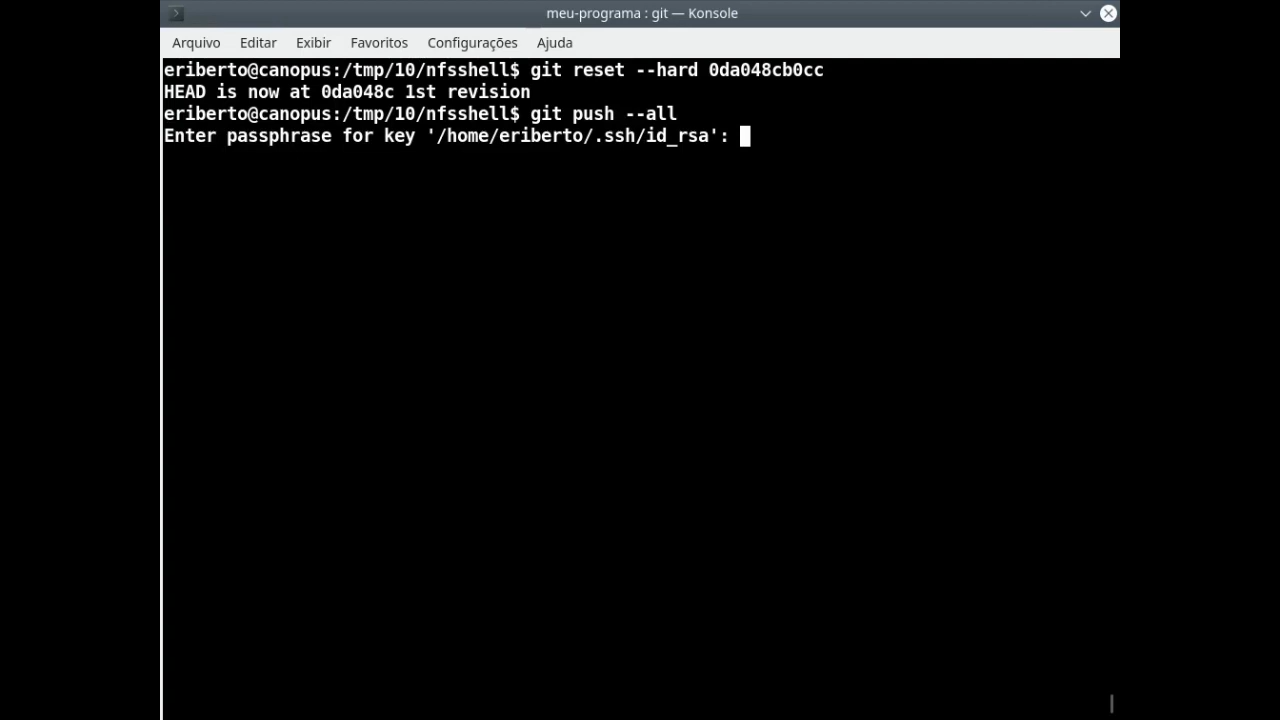 meu-programa : git — Konsole
Arquivo Editar Exibir Favoritos Configurações Ajuda
eriberto@canopus:/tmp/10/nfsshell$ git reset --hard 0da048cb0cc
HEAD is now at 0da048c 1st revision
eriberto@canopus:/tmp/10/nfsshell$ git push --all
Enter passphrase for key '/home/eriberto/.ssh/id_rsa':